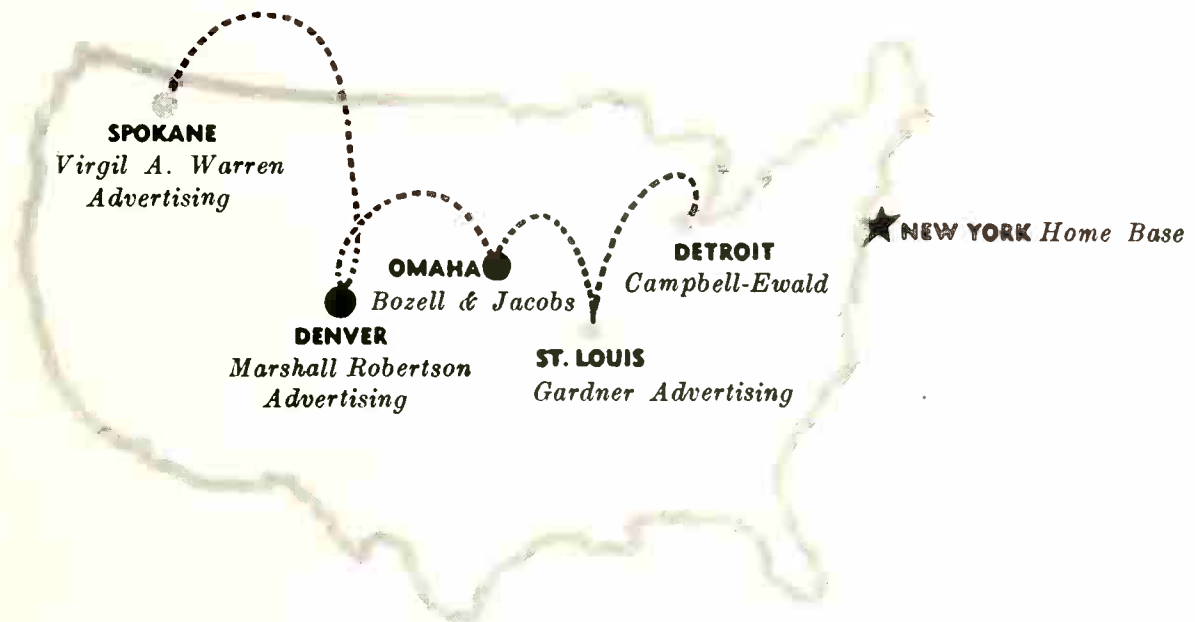 SPOKANE
Virgil A. Warren
Advertising
NEW YORK Home Base
DETROIT
Campbell-Ewald
OMAHA
Bozell & Jacobs
DENVER
Marshall Robertson
Advertising
ST. LOUIS
Gardner Advertising